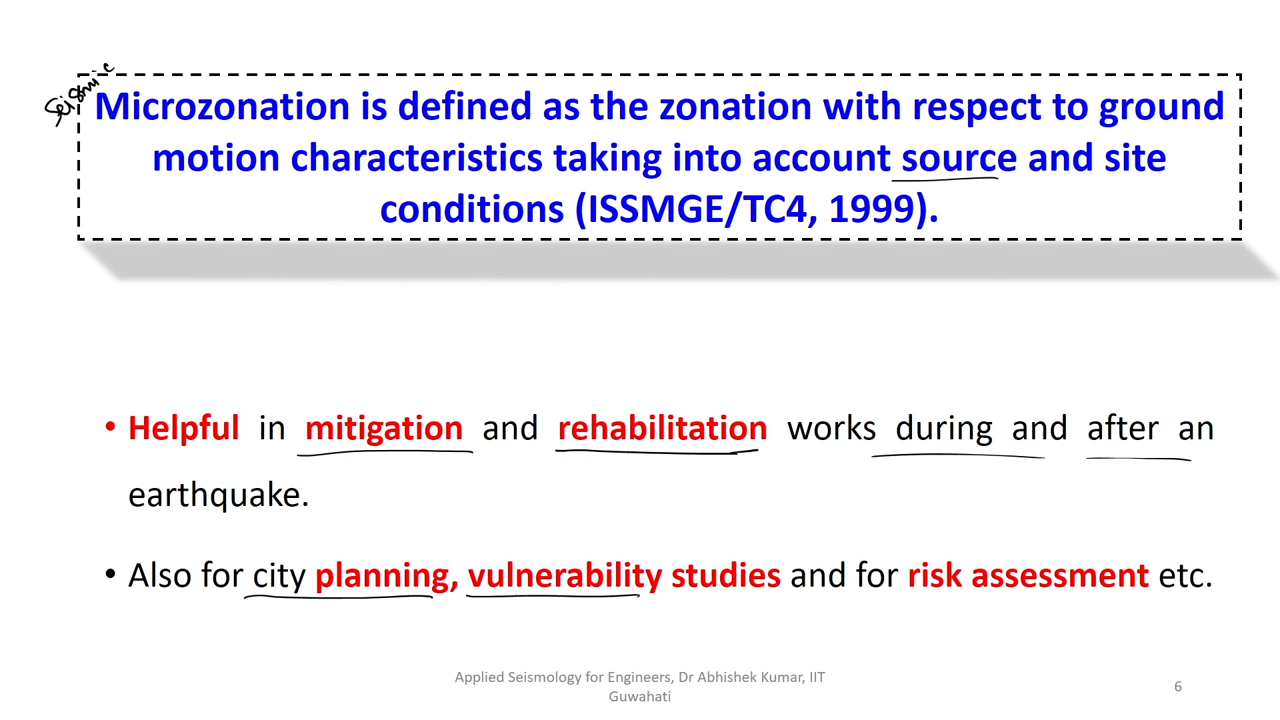 Seismic
Microzonation is defined as the zonation with respect to ground
motion characteristics taking into account source and site
conditions (ISSMGE/TC4, 1999).
• Helpful in mitigation and rehabilitation works during and after an
earthquake.
• Also for city planning, vulnerability studies and for risk assessment etc.
Applied Seismology for Engineers, Dr Abhishek Kumar, IIT
Guwahati
6